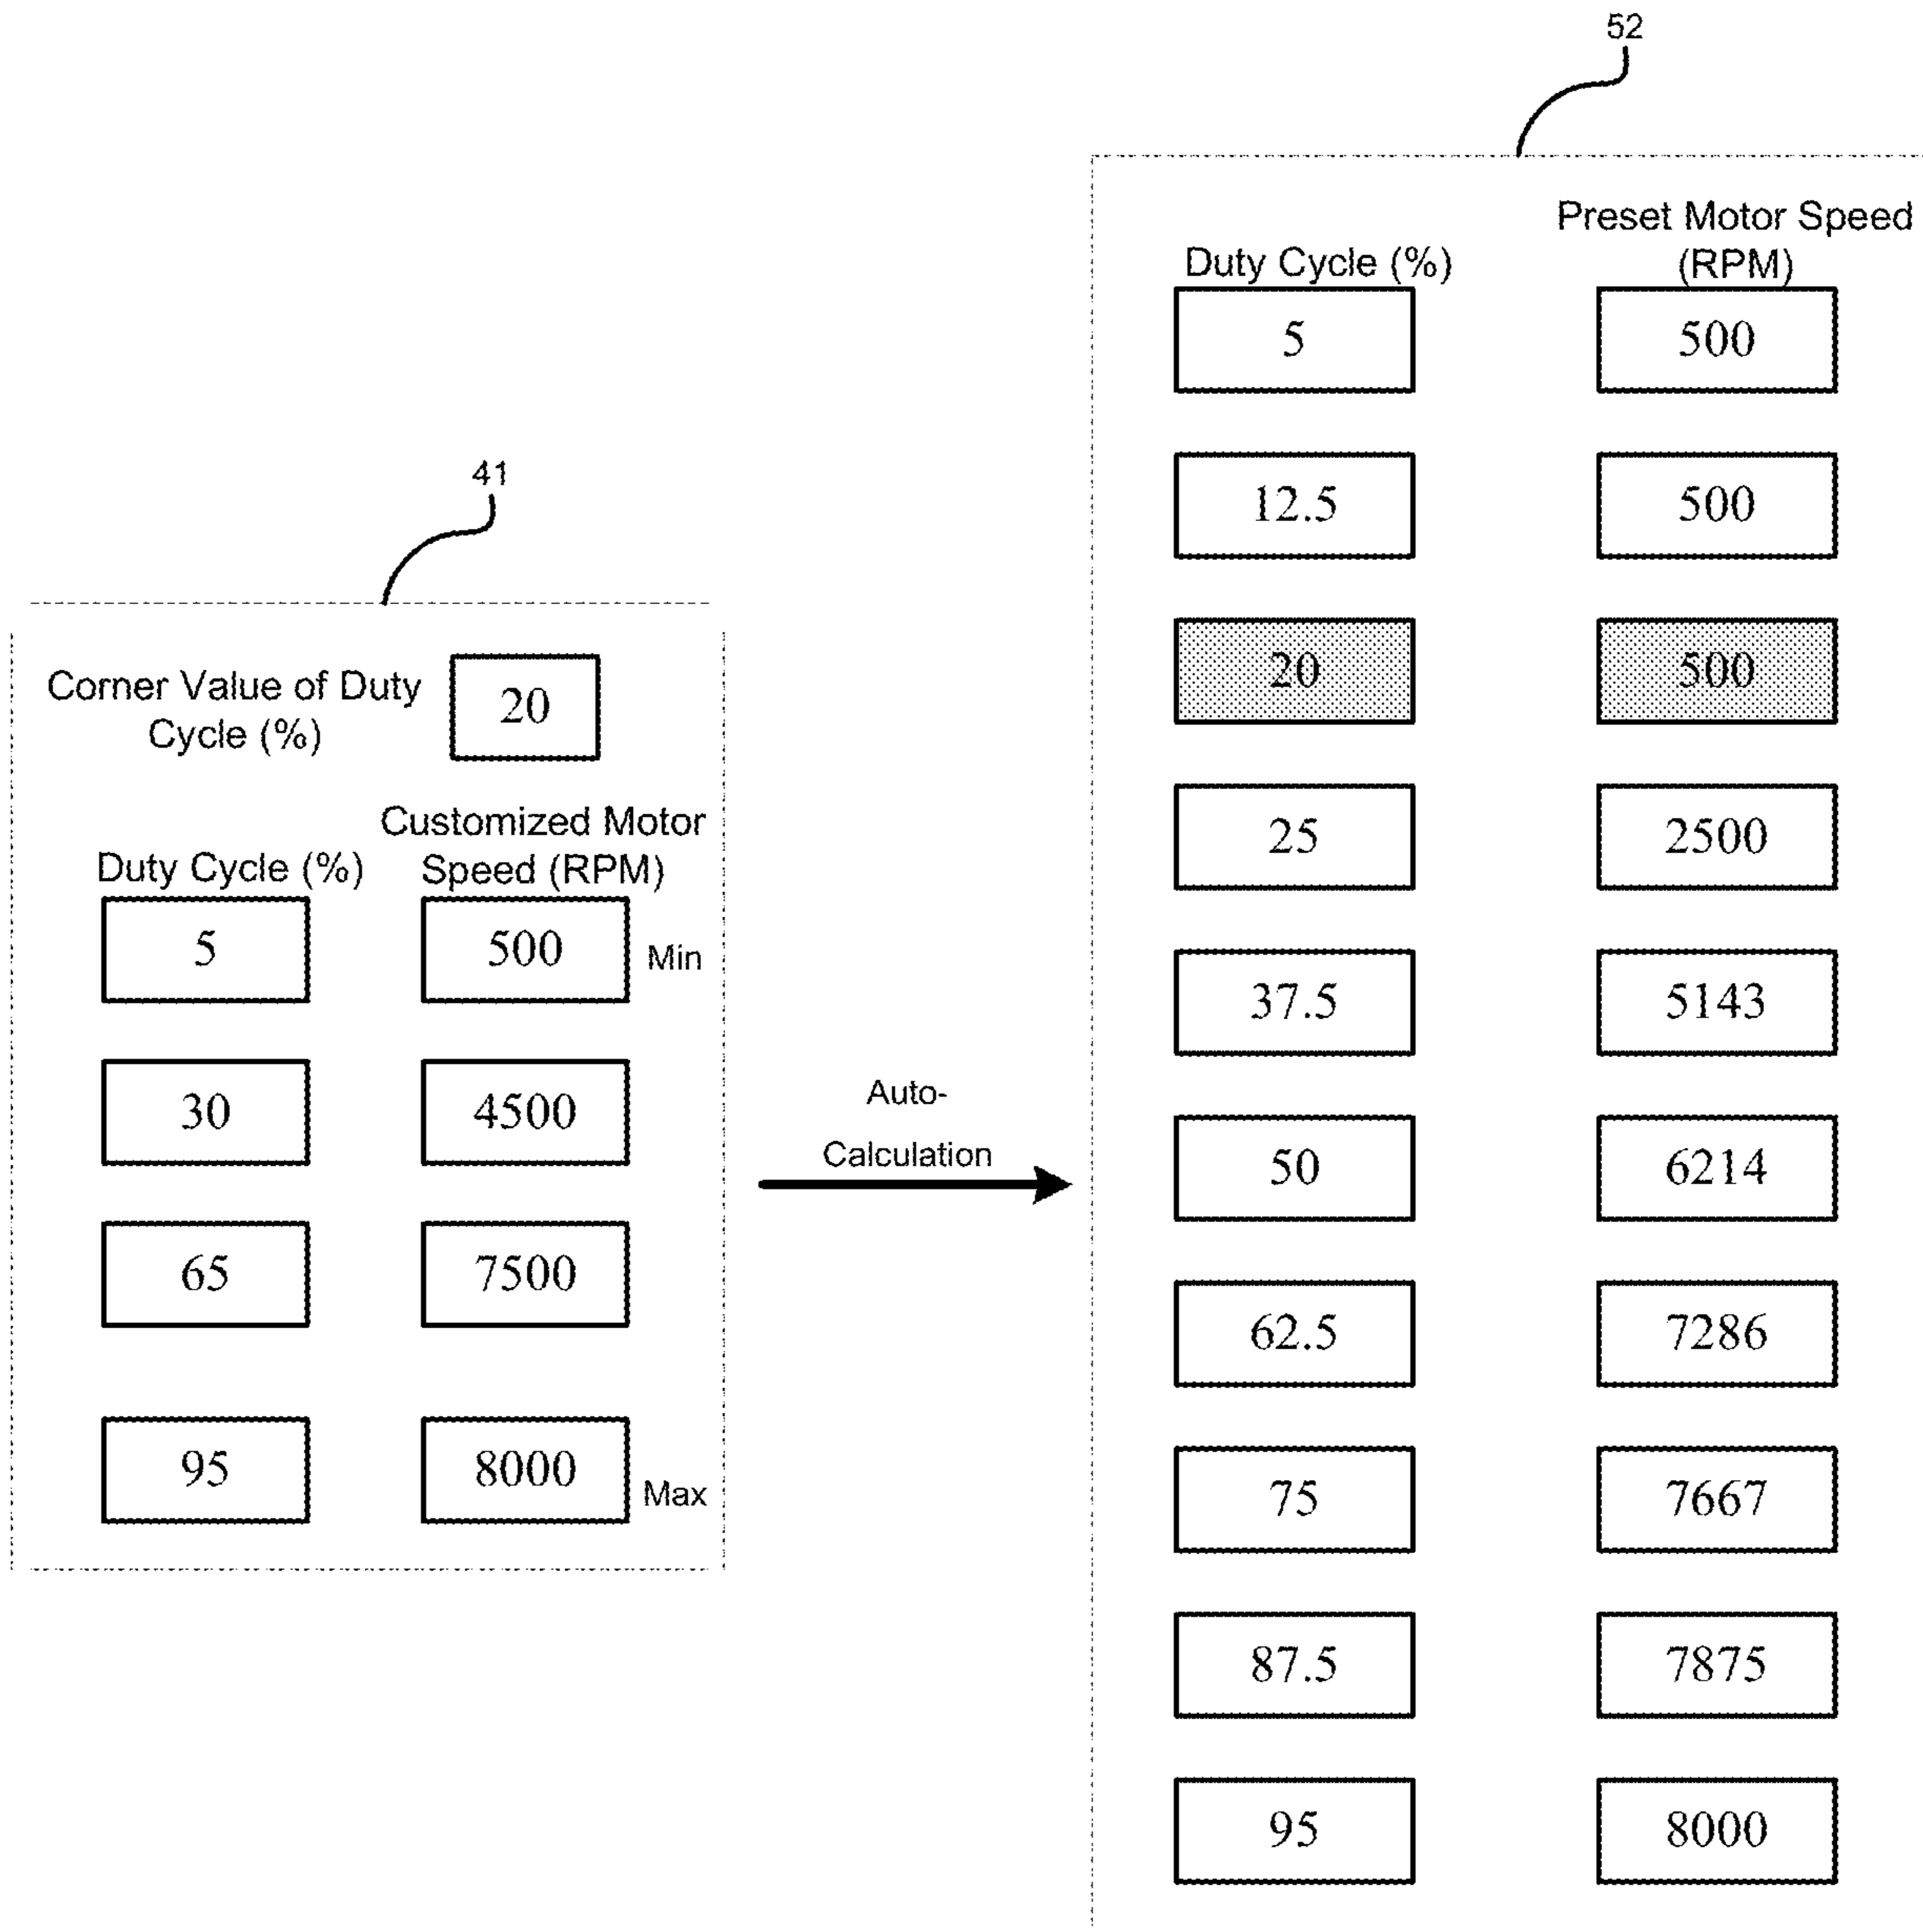 52
Preset Motor Speed
Duty Cycle (%) (RPM)
5 500
12.5 500
20 500
25 2500
37.5 5143
50 6214
62.5 7286
75 7667
87.5 7875
95 8000
41
Corner Value of Duty
Cycle (%)
20
Customized Motor
Duty Cycle (%) Speed (RPM)
5 500 Min
30 4500
65 7500
95 8000 Max
Auto-
Calculation